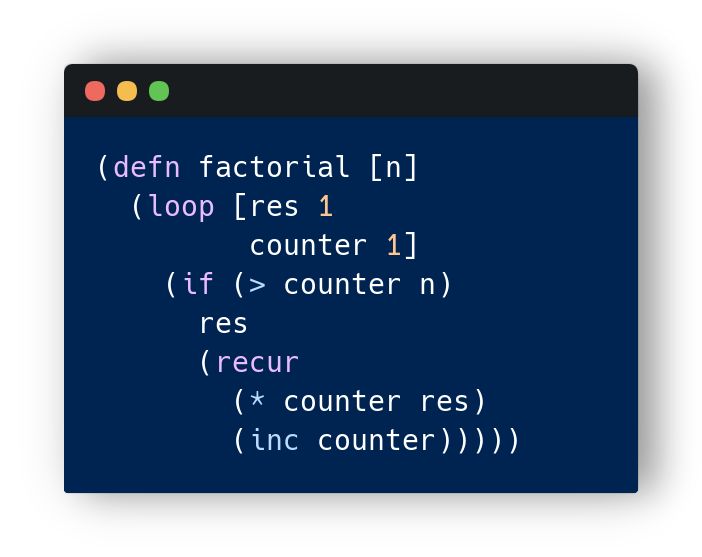 (defn factorial [n]
  (loop [res 1
         counter 1]
    (if (> counter n)
      res
      (recur
        (* counter res)
        (inc counter)))))